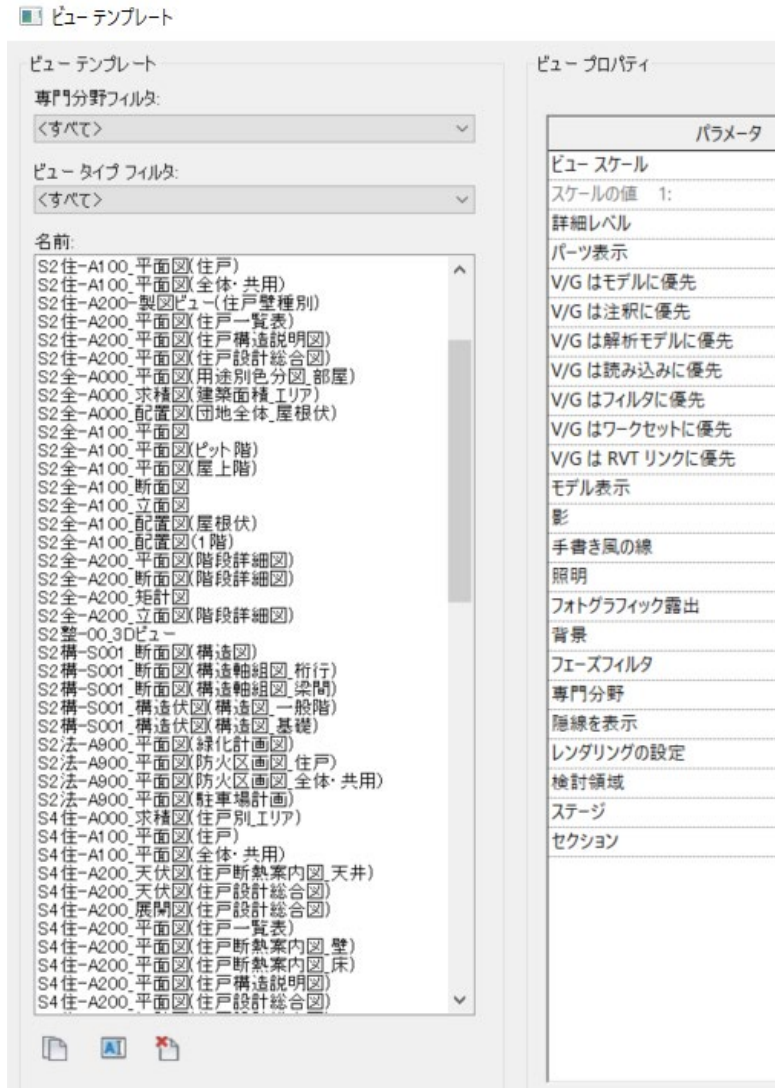 ビュー テンプレート
ビュー テンプレート
専門分野フィルタ:
<すべて>
ビュー タイプ フィルタ:
<すべて>
名前:
S2住-A100_平面図(住戸)
S2住-A100_平面図(全体・共用)
S2住-A200-製図ビュー(住戸壁種別)
S2住-A200_平面図(住戸一覧表)
S2住-A200_平面図(住戸構造説明図)
S2住-A200_平面図(住戸設計総合図)
S2全-A000_平面図(用途別色分図_部屋)
S2全-A000_求積図(建築面積_エリア)
S2全-A000_配置図(団地全体_屋根伏)
S2全-A100_平面図
S2全-A100_平面図(ピット階)
S2全-A100_平面図(屋上階)
S2全-A100_断面図
S2全-A100_立面図
S2全-A100_配置図(屋根伏)
S2全-A100_配置図(1階)
S2全-A200_平面図(階段詳細図)
S2全-A200_断面図(階段詳細図)
S2全-A200_矩計図
S2全-A200_立面図(階段詳細図)
S2整-00_3Dビュー
S2構-S001_断面図(構造図)
S2構-S001_断面図(構造軸組図_桁行)
S2構-S001_断面図(構造軸組図_梁間)
S2構-S001_構造伏図(構造図_一般階)
S2構-S001_構造伏図(構造図_基礎)
S2法-A900_平面図(緑化計画図)
S2法-A900_平面図(防火区画図_住戸)
S2法-A900_平面図(防火区画図_全体・共用)
S2法-A900_平面図(駐車場計画)
S4住-A000_求積図(住戸別_エリア)
S4住-A100_平面図(住戸)
S4住-A100_平面図(全体・共用)
S4住-A200_天伏図(住戸断熱案内図_天井)
S4住-A200_天伏図(住戸設計総合図)
S4住-A200_展開図(住戸設計総合図)
S4住-A200_平面図(住戸一覧表)
S4住-A200_平面図(住戸断熱案内図_壁)
S4住-A200_平面図(住戸断熱案内図_床)
S4住-A200_平面図(住戸構造説明図)
S4住-A200_平面図(住戸設計総合図)
ビュー プロパティ
パラメータ
ビュー スケール
スケールの値 1:
詳細レベル
パーツ表示
V/G はモデルに優先
V/G は注釈に優先
V/G は解析モデルに優先
V/G は読み込みに優先
V/G はフィルタに優先
V/G はワークセットに優先
V/G は RVT リンクに優先
モデル表示
影
手書き風の線
照明
フォトグラフィック露出
背景
フェーズフィルタ
専門分野
隠線を表示
レンダリングの設定
検討領域
ステージ
セクション